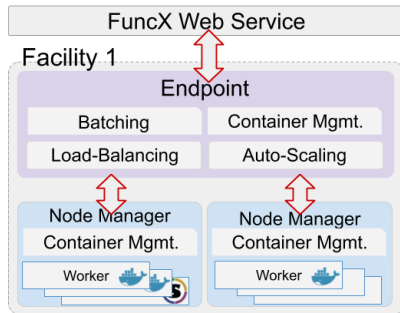 FuncX Web Service
Facility 1
Endpoint
Batching
Container Mgmt.
Load-Balancing
Auto-Scaling
Node Manager
Container Mgmt.
Worker
Node Manager
Container Mgmt.
Worker